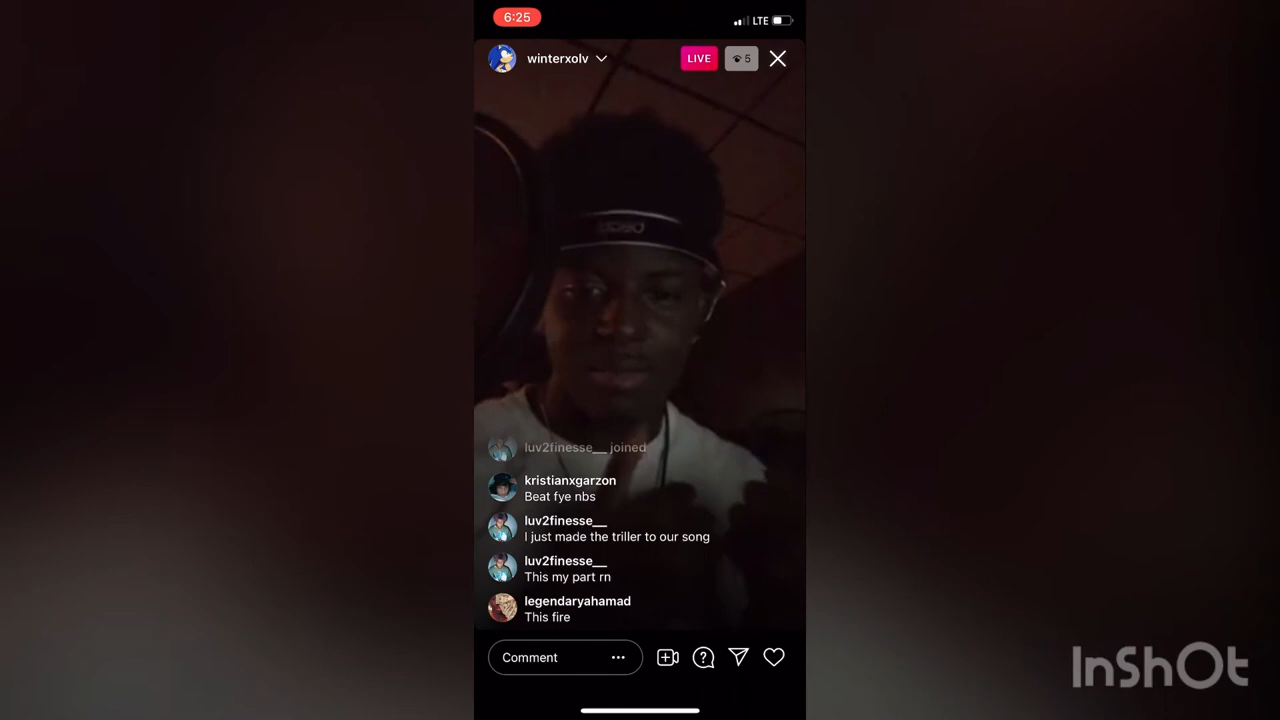 6:25
LTE
winterxolv
LIVE
5
luv2finesse__ joined
kristianxgarzon
Beat fye nbs
luv2finesse__
I just made the triller to our song
luv2finesse__
This my part rn
legendaryahamad
This fire
Comment
InShOt